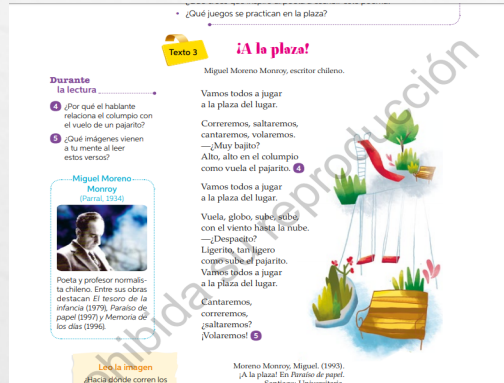 • ¿Qué juegos se practican en la plaza?
Texto 3
¡A la plaza!
Miguel Moreno Monroy, escritor chileno.
Durante
la lectura
4 ¿Por qué el hablante
relaciona el columpio con
el vuelo de un pajarito?
5 ¿Qué imágenes vienen
a tu mente al leer
estos versos?
Miguel Moreno
Monroy
(Parral, 1934)
Poeta y profesor normalis-
ta chileno. Entre sus obras
destacan El tesoro de la
infancia (1979), Paraíso de
papel (1997) y Memoria de
los días (1996).
Leo la imagen
¿Hacia dónde corren los
Vamos todos a jugar
a la plaza del lugar.
Correremos, saltaremos,
cantaremos, volaremos.
—¿Muy bajito?
Alto, alto en el columpio
como vuela el pajarito. 4
Vamos todos a jugar
a la plaza del lugar.
Vuela, globo, sube, sube,
con el viento hasta la nube.
—¿Despacito?
Ligerito, tan ligero
como sube el pajarito.
Vamos todos a jugar
a la plaza del lugar.
Cantaremos,
correremos,
¿saltaremos?
¡Volaremos! 5
Moreno Monroy, Miguel. (1993).
¡A la plaza! En Paraíso de papel.
Santiago: Universitaria
hibida su reproducción